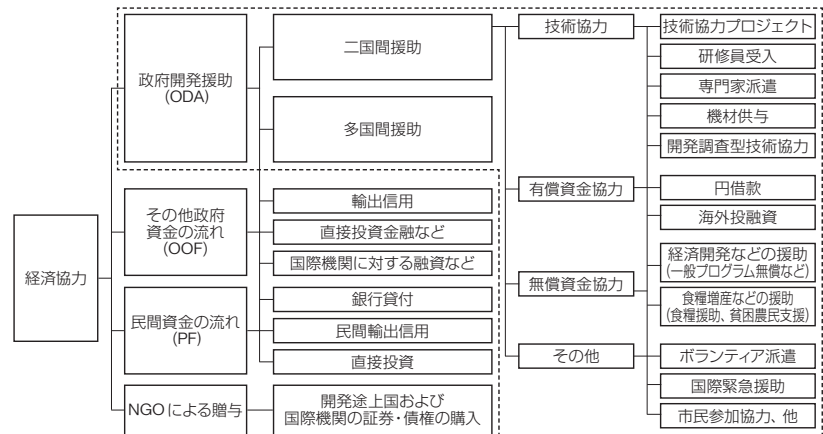 経済協力
政府開発援助
(ODA)
その他政府
資金の流れ
(OOF)
民間資金の流れ
(PF)
NGOによる贈与
二国間援助
多国間援助
輸出信用
直接投資金融など
国際機関に対する融資など
銀行貸付
民間輸出信用
直接投資
開発途上国および
国際機関の証券・債権の購入
技術協力
有償資金協力
無償資金協力
その他
技術協力プロジェクト
研修員受入
専門家派遣
機材供与
開発調査型技術協力
円借款
海外投融資
経済開発などの援助
(一般プログラム無償など)
食糧増産などの援助
(食糧援助、貧困農民支援)
ボランティア派遣
国際緊急援助
市民参加協力、他